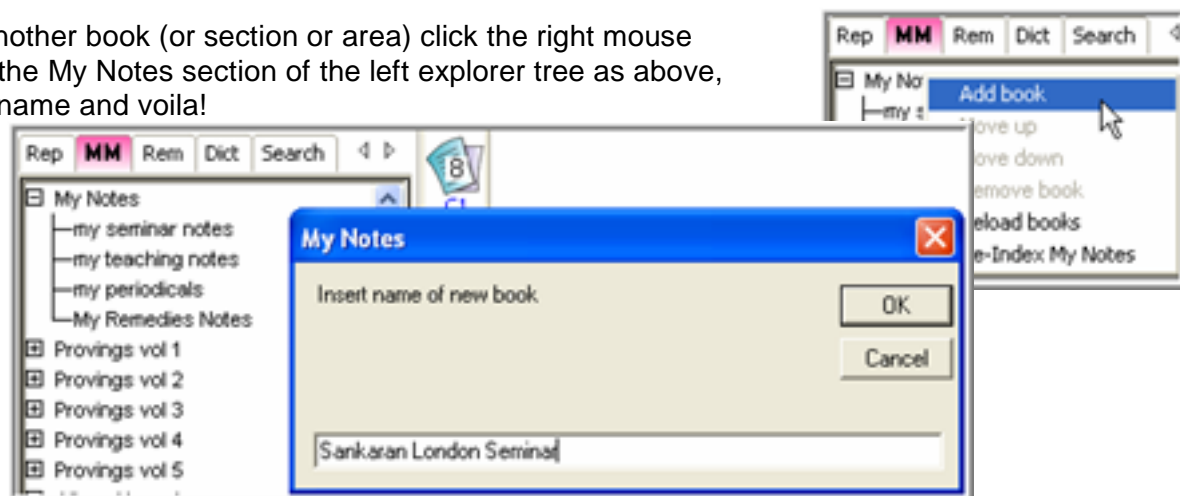 nother book (or section or area) click the right mouse
the My Notes section of the left explorer tree as above,
name and voila!
Rep MM Rem Dict Search
My No
my s
Add book
ove up
ove down
emove book
eload books
e-Index My Notes
Rep MM Rem Dict Search
8
My Notes
my seminar notes
my teaching notes
my periodicals
My Remedies Notes
Provings vol 1
Provings vol 2
Provings vol 3
Provings vol 4
Provings vol 5
My Notes
Insert name of new book
OK
Cancel
Sankaran London Seminar